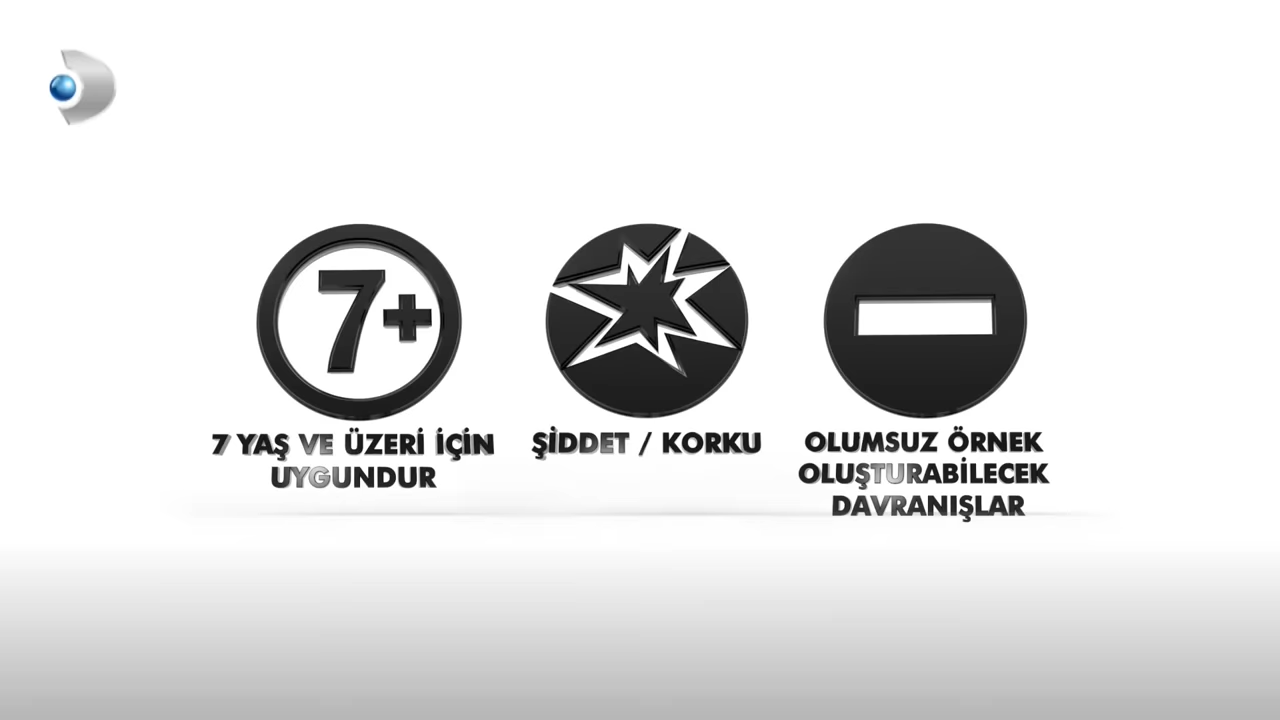 7+
7 YAŞ VE ÜZERİ İÇİN
UYGUNDUR
ŞİDDET / KORKU
OLUMSUZ ÖRNEK
OLUŞTURABİLECEK
DAVRANIŞLAR